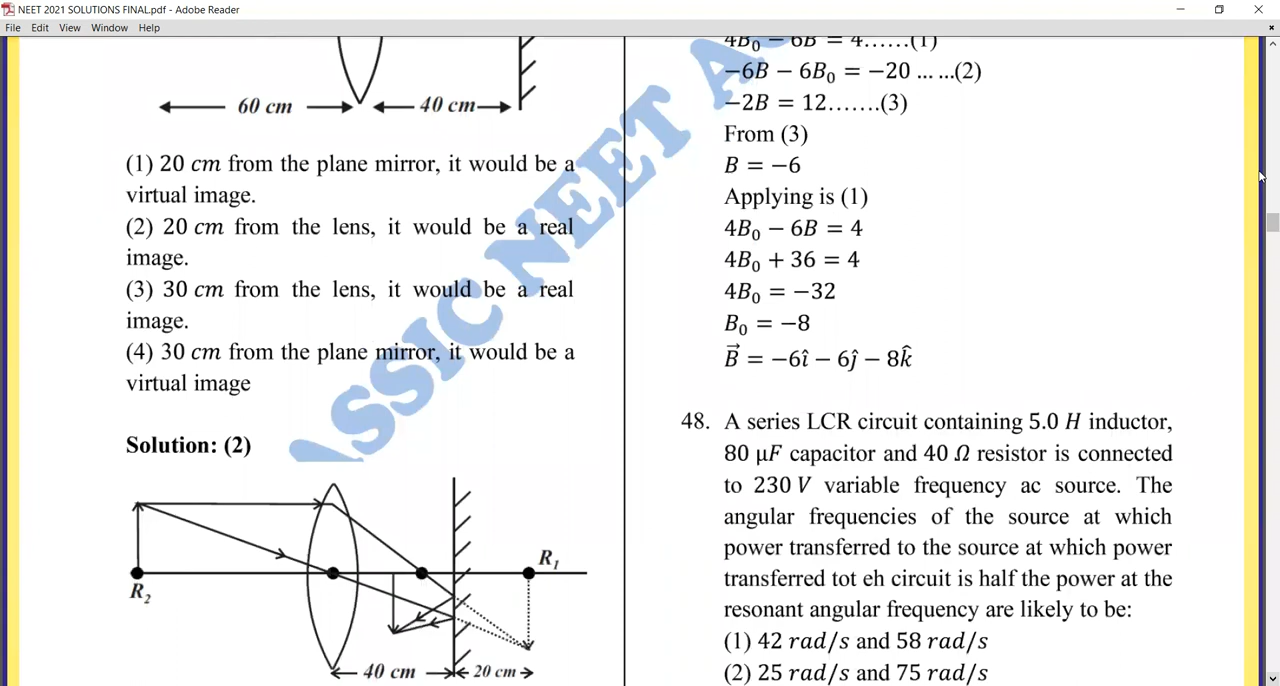 NEET 2021 SOLUTIONS FINAL.pdf - Adobe Reader
File Edit View Window Help
60 cm 40 cm
(1) 20 cm from the plane mirror, it would be a
virtual image.
(2) 20 cm from the lens, it would be a real
image.
(3) 30 cm from the lens, it would be a real
image.
(4) 30 cm from the plane mirror, it would be a
virtual image
Solution: (2)
R₁
R₂
40 cm 20 cm
ASSIC NEET AC
4B₀ − 6B = 4……(1)
−6B − 6B₀ = −20 … …(2)
−2B = 12…….(3)
From (3)
B = −6
Applying is (1)
4B₀ − 6B = 4
4B₀ + 36 = 4
4B₀ = −32
B₀ = −8
B⃗ = −6î − 6ĵ − 8k̂
48. A series LCR circuit containing 5.0 H inductor,
80 μF capacitor and 40 Ω resistor is connected
to 230 V variable frequency ac source. The
angular frequencies of the source at which
power transferred to the source at which power
transferred tot eh circuit is half the power at the
resonant angular frequency are likely to be:
(1) 42 rad/s and 58 rad/s
(2) 25 rad/s and 75 rad/s